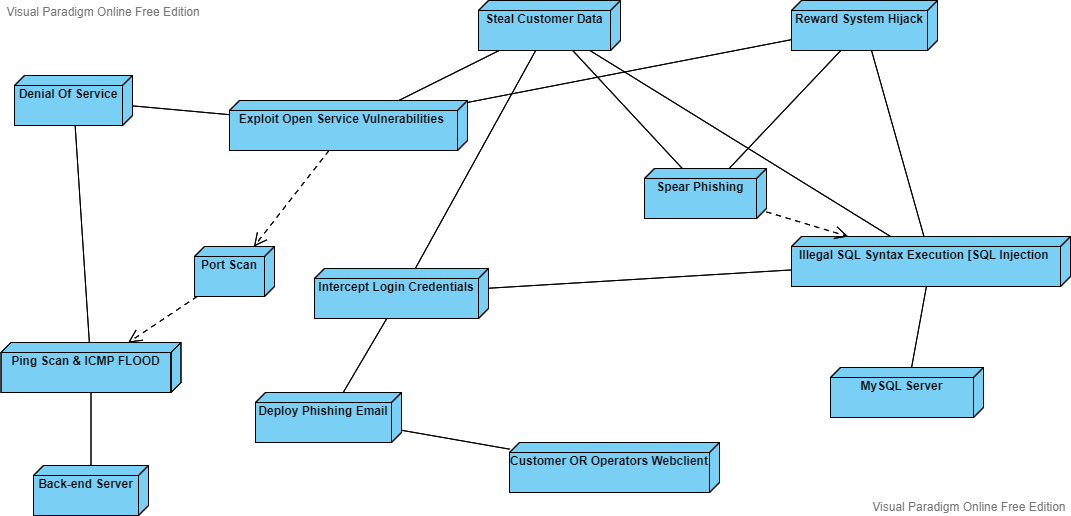 Visual Paradigm Online Free Edition
Steal Customer Data
Reward System Hijack
Denial Of Service
Exploit Open Service Vulnerabilities
Spear Phishing
Illegal SQL Syntax Execution [SQL Injection
Port Scan
Intercept Login Credentials
Ping Scan & ICMP FLOOD
MySQL Server
Deploy Phishing Email
Customer OR Operators Webclient
Back-end Server
Visual Paradigm Online Free Edition